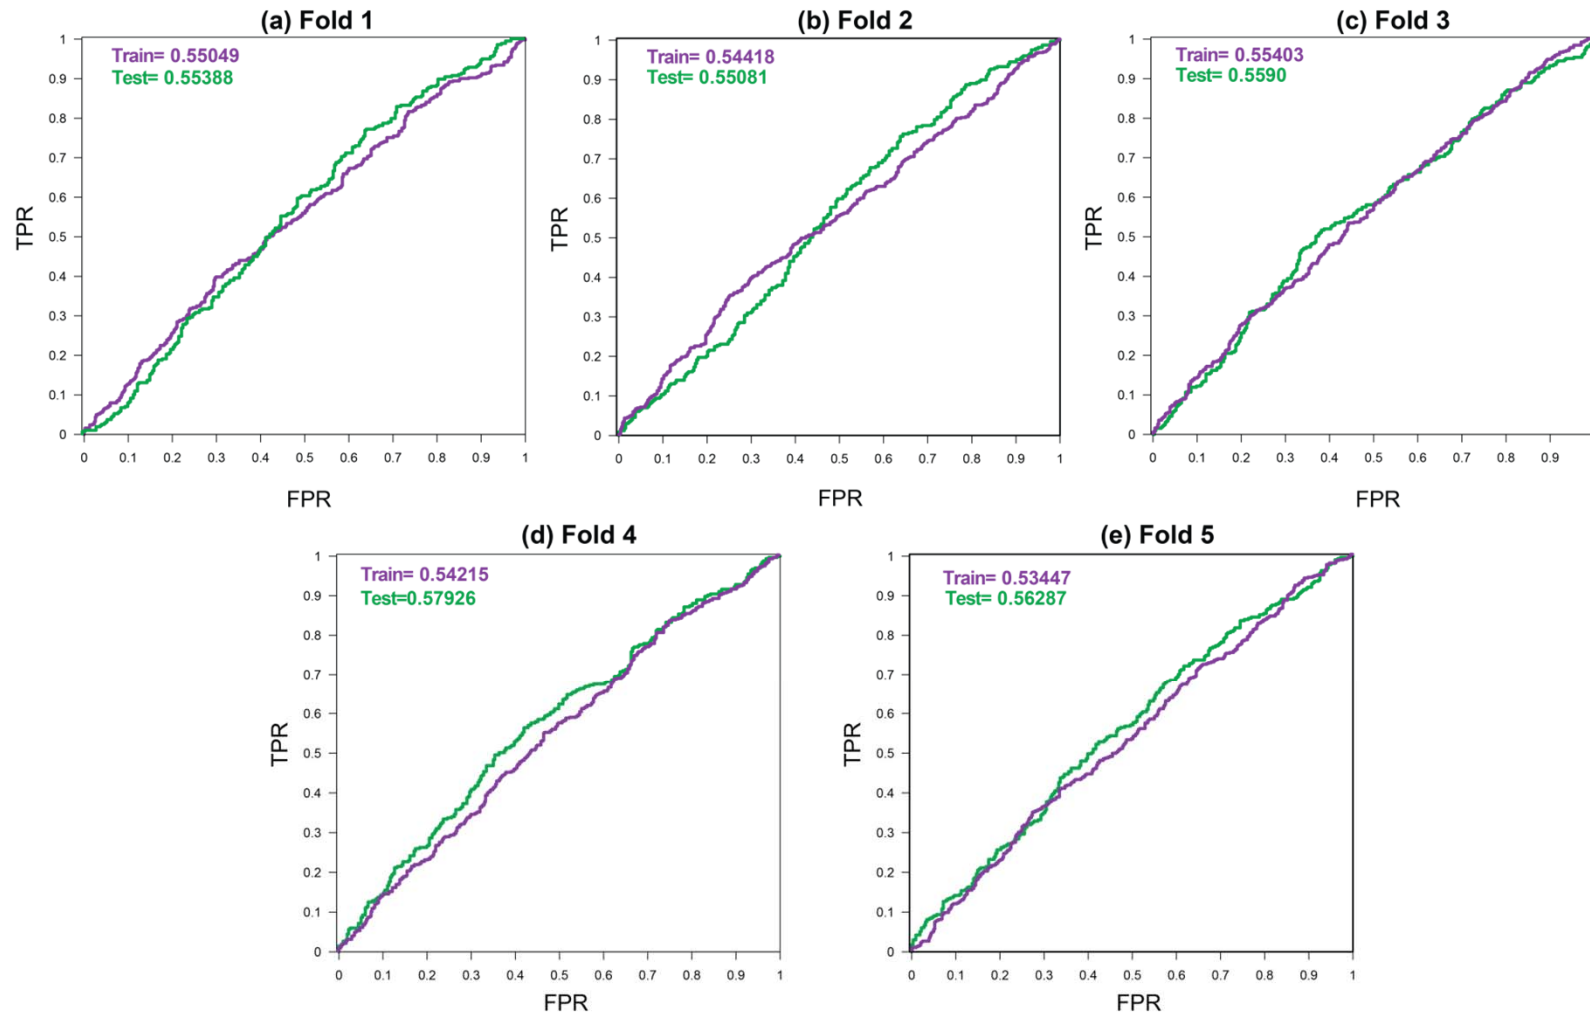 (a) Fold 1
Train= 0.55049
Test= 0.55388
1
0.9
0.8
0.7
0.6
0.5
0.4
0.3
0.2
0.1
0
TPR
0 0.1 0.2 0.3 0.4 0.5 0.6 0.7 0.8 0.9 1
FPR
(b) Fold 2
Train= 0.54418
Test= 0.55081
1
0.9
0.8
0.7
0.6
0.5
0.4
0.3
0.2
0.1
0
TPR
0 0.1 0.2 0.3 0.4 0.5 0.6 0.7 0.8 0.9 1
FPR
(c) Fold 3
Train= 0.55403
Test= 0.5590
1
0.9
0.8
0.7
0.6
0.5
0.4
0.3
0.2
0.1
0
TPR
0 0.1 0.2 0.3 0.4 0.5 0.6 0.7 0.8 0.9
FPR
(d) Fold 4
Train= 0.54215
Test=0.57926
1
0.9
0.8
0.7
0.6
0.5
0.4
0.3
0.2
0.1
0
TPR
0 0.1 0.2 0.3 0.4 0.5 0.6 0.7 0.8 0.9 1
FPR
(e) Fold 5
Train= 0.53447
Test= 0.56287
1
0.9
0.8
0.7
0.6
0.5
0.4
0.3
0.2
0.1
0
TPR
0 0.1 0.2 0.3 0.4 0.5 0.6 0.7 0.8 0.9 1
FPR